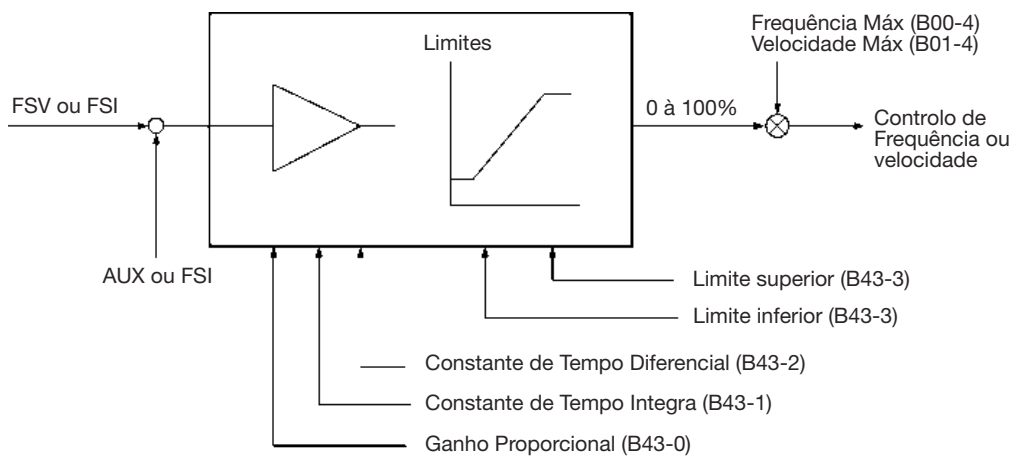 Frequência Máx (B00-4)
Velocidade Máx (B01-4)
Limites
FSV ou FSI
0 à 100%
Controlo de
Frequência ou
velocidade
AUX ou FSI
Limite superior (B43-3)
Limite inferior (B43-3)
Constante de Tempo Diferencial (B43-2)
Constante de Tempo Integra (B43-1)
Ganho Proporcional (B43-0)